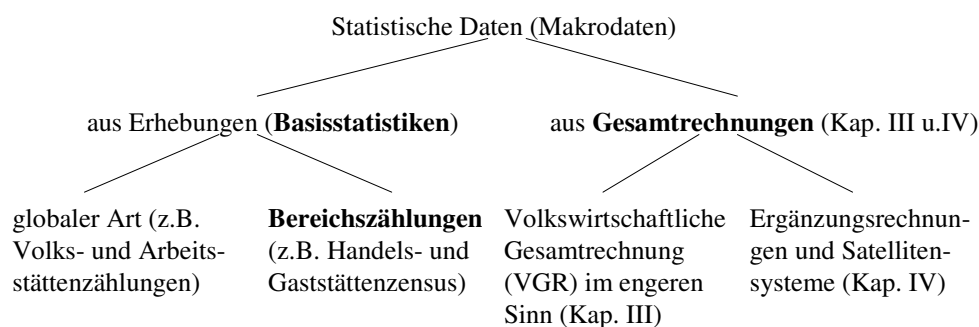 Statistische Daten (Makrodaten)
aus Erhebungen (Basisstatistiken)
aus Gesamtrechnungen (Kap. III u.IV)
globaler Art (z.B.
Volks- und Arbeits-
stättenzählungen)
Bereichszählungen
(z.B. Handels- und
Gaststättenzensus)
Volkswirtschaftliche
Gesamtrechnung
(VGR) im engeren
Sinn (Kap. III)
Ergänzungsrechnun-
gen und Satelliten-
systeme (Kap. IV)